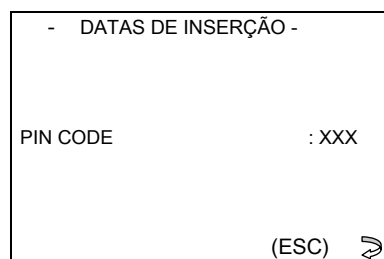 - DATAS DE INSERÇÃO -
PIN CODE : XXX
(ESC)